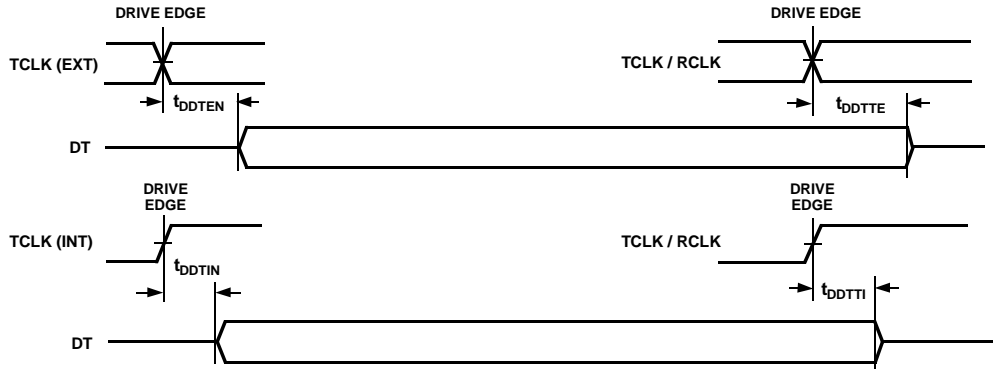 DRIVE EDGE
DRIVE EDGE
TCLK (EXT)
TCLK / RCLK
tDDTEN
tDDTTE
DT
DRIVE
EDGE
DRIVE
EDGE
TCLK (INT)
TCLK / RCLK
tDDTIN
tDDTTI
DT